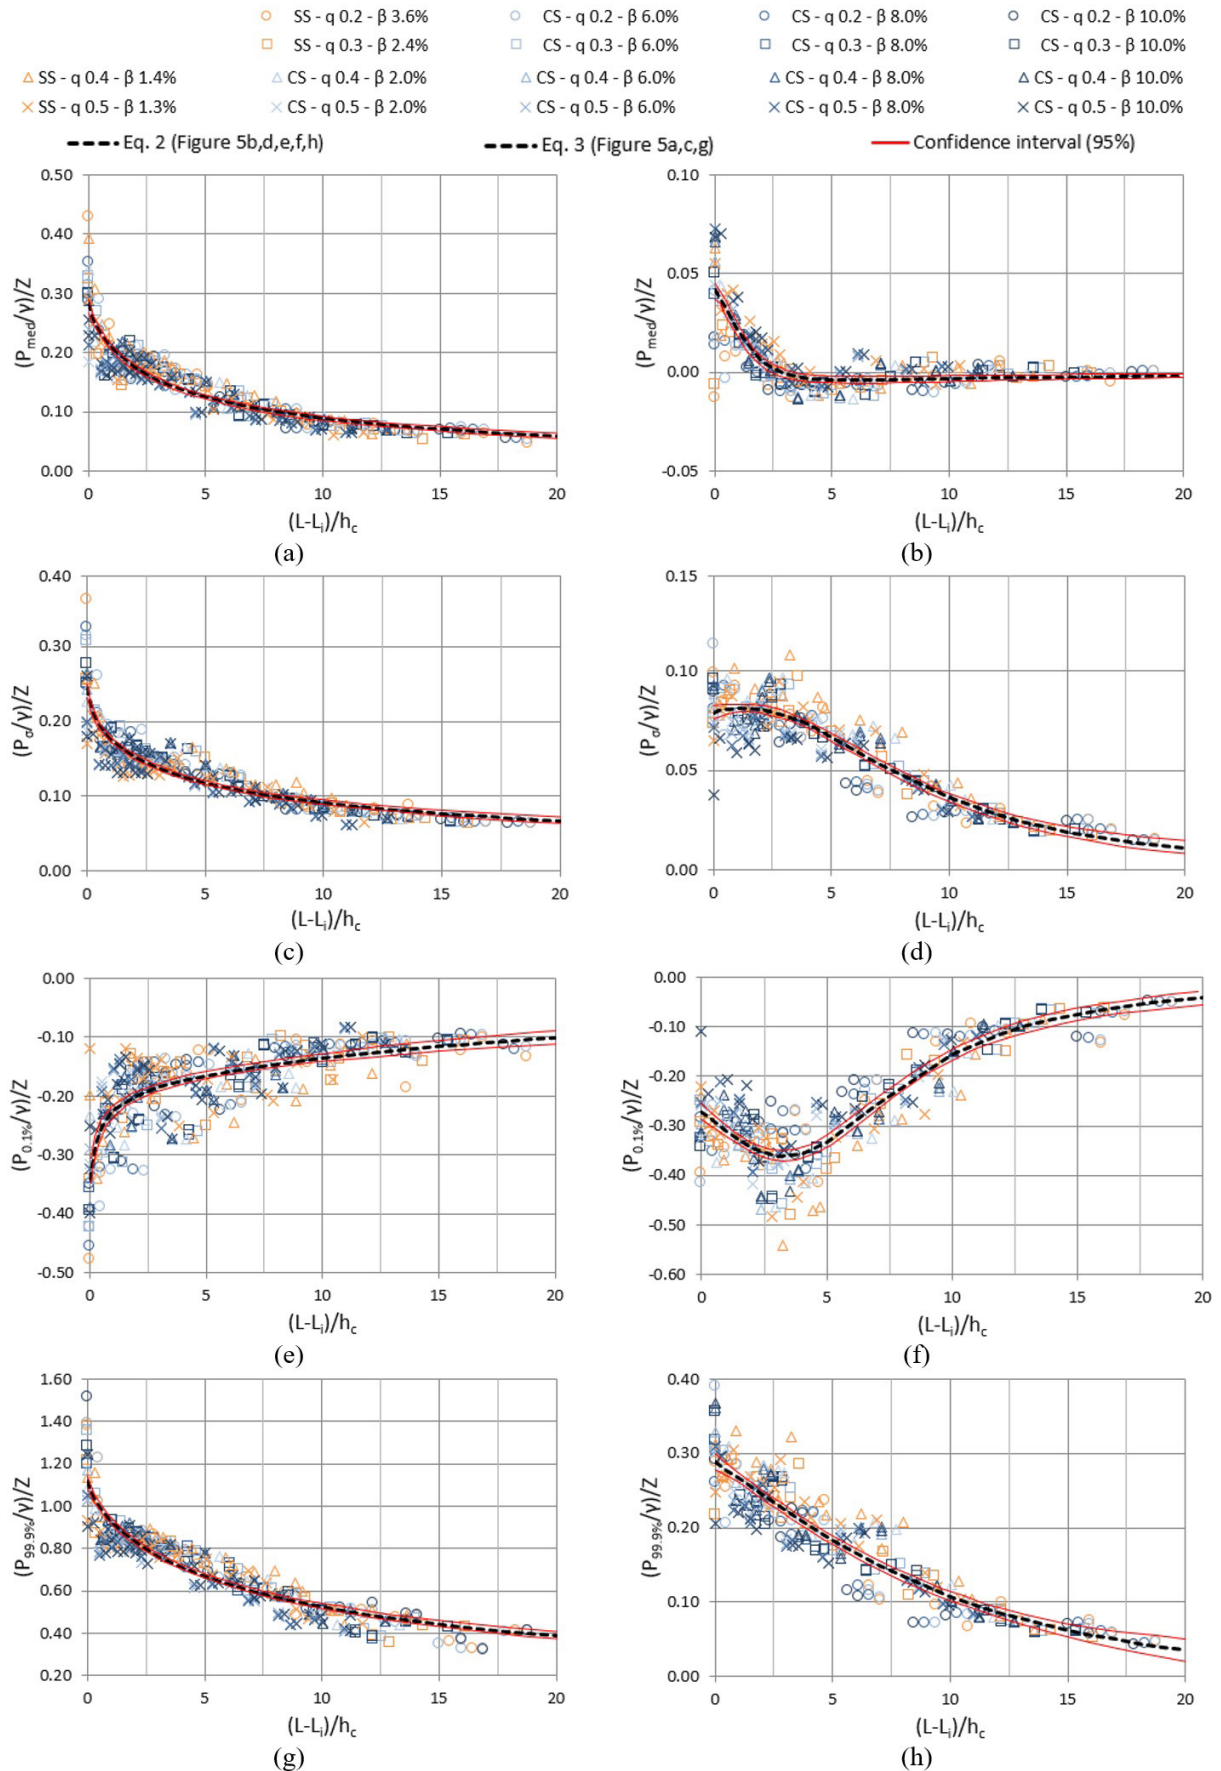 SS - q 0.2 - β 3.6% CS - q 0.2 - β 6.0% CS - q 0.2 - β 8.0% CS - q 0.2 - β 10.0%
SS - q 0.3 - β 2.4% CS - q 0.3 - β 6.0% CS - q 0.3 - β 8.0% CS - q 0.3 - β 10.0%
SS - q 0.4 - β 1.4% CS - q 0.4 - β 2.0% CS - q 0.4 - β 6.0% CS - q 0.4 - β 8.0% CS - q 0.4 - β 10.0%
SS - q 0.5 - β 1.3% CS - q 0.5 - β 2.0% CS - q 0.5 - β 6.0% CS - q 0.5 - β 8.0% CS - q 0.5 - β 10.0%
Eq. 2 (Figure 5b,d,e,f,h) Eq. 3 (Figure 5a,c,g) Confidence interval (95%)
(Pmed/γ)/Z
0.50
0.40
0.30
0.20
0.10
0.00
0 5 10 15 20
(L-Li)/hc
(a)
(Pmed/γ)/Z
0.10
0.05
0.00
-0.05
0 5 10 15 20
(L-Li)/hc
(b)
(Pσ/γ)/Z
0.40
0.30
0.20
0.10
0.00
0 5 10 15 20
(L-Li)/hc
(c)
(Pσ/γ)/Z
0.15
0.10
0.05
0.00
0 5 10 15 20
(L-Li)/hc
(d)
(P0.1%/γ)/Z
0.00
-0.10
-0.20
-0.30
-0.40
-0.50
0 5 10 15 20
(L-Li)/hc
(e)
(P0.1%/γ)/Z
0.00
-0.10
-0.20
-0.30
-0.40
-0.50
-0.60
0 5 10 15 20
(L-Li)/hc
(f)
(P99.9%/γ)/Z
1.60
1.40
1.20
1.00
0.80
0.60
0.40
0.20
0 5 10 15 20
(L-Li)/hc
(g)
(P99.9%/γ)/Z
0.40
0.30
0.20
0.10
0.00
0 5 10 15 20
(L-Li)/hc
(h)